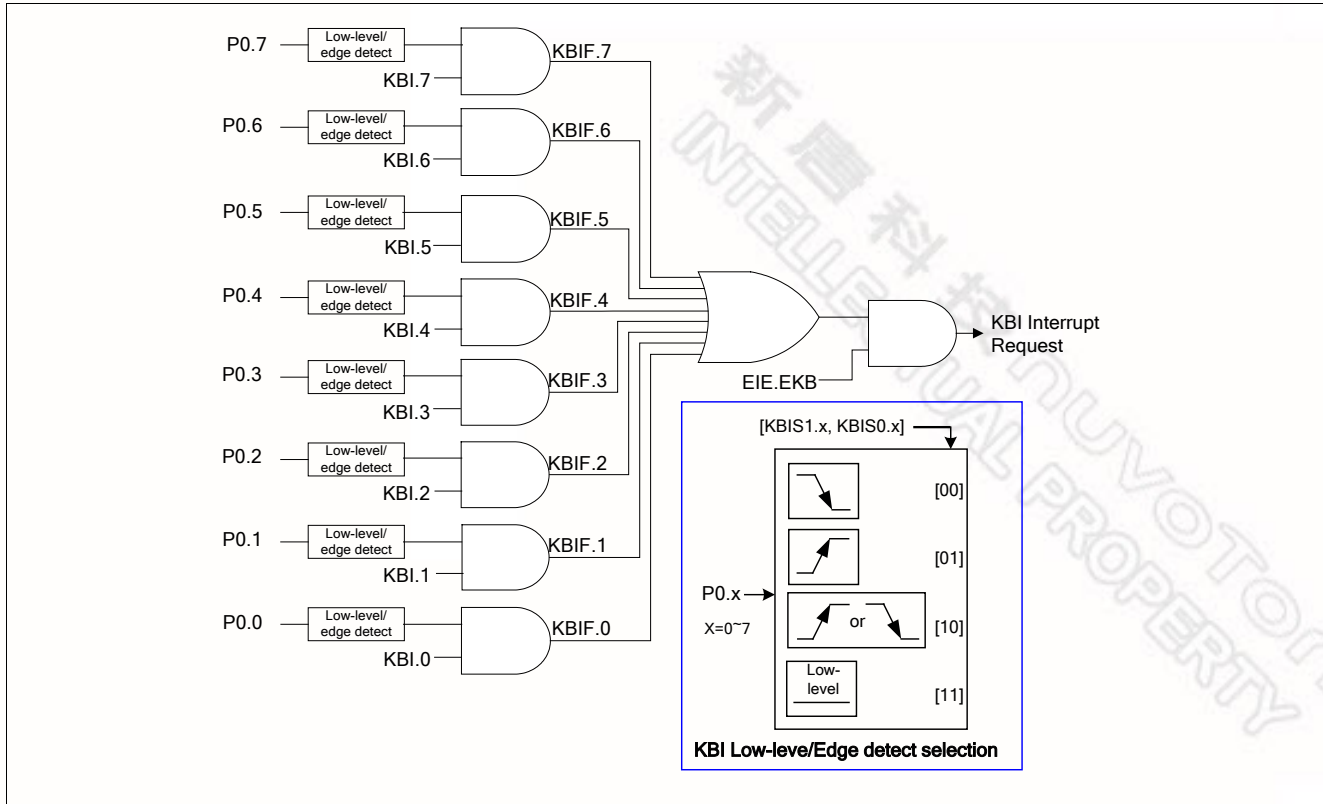 P0.7
Low-level/
edge detect
KBI.7
KBIF.7
P0.6
Low-level/
edge detect
KBI.6
KBIF.6
P0.5
Low-level/
edge detect
KBI.5
KBIF.5
P0.4
Low-level/
edge detect
KBI.4
KBIF.4
P0.3
Low-level/
edge detect
KBI.3
KBIF.3
P0.2
Low-level/
edge detect
KBI.2
KBIF.2
P0.1
Low-level/
edge detect
KBI.1
KBIF.1
P0.0
Low-level/
edge detect
KBI.0
KBIF.0
EIE.EKB
KBI Interrupt
Request
[KBIS1.x, KBIS0.x]
[00]
[01]
P0.x
X=0~7
or
[10]
Low-
level
[11]
KBI Low-leve/Edge detect selection
新唐科技 nuvoTon
INTELLECTUAL PROPERTY